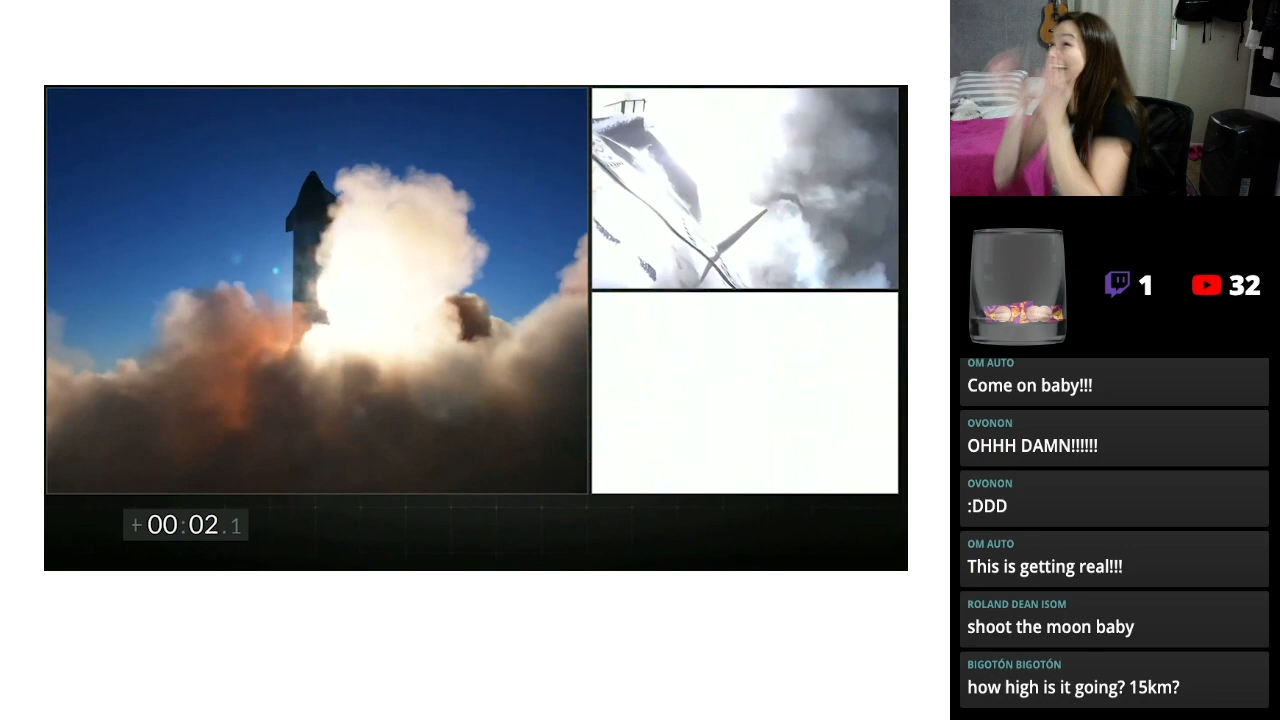 + 00:02.1
1
32
OM AUTO
Come on baby!!!
OVONON
OHHH DAMN!!!!!!
OVONON
:DDD
OM AUTO
This is getting real!!!
ROLAND DEAN ISOM
shoot the moon baby
BIGOTÓN BIGOTÓN
how high is it going? 15km?